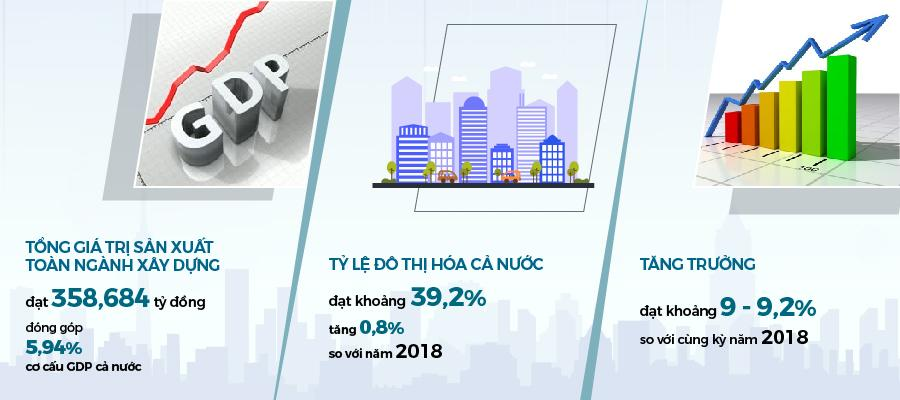 GDP
TỔNG GIÁ TRỊ SẢN XUẤT
TOÀN NGÀNH XÂY DỰNG
đạt 358,684 tỷ đồng
đóng góp
5,94%
cơ cấu GDP cả nước
TỶ LỆ ĐÔ THỊ HÓA CẢ NƯỚC
đạt khoảng 39,2%
tăng 0,8%
so với năm 2018
TĂNG TRƯỞNG
đạt khoảng 9 - 9,2%
so với cùng kỳ năm 2018